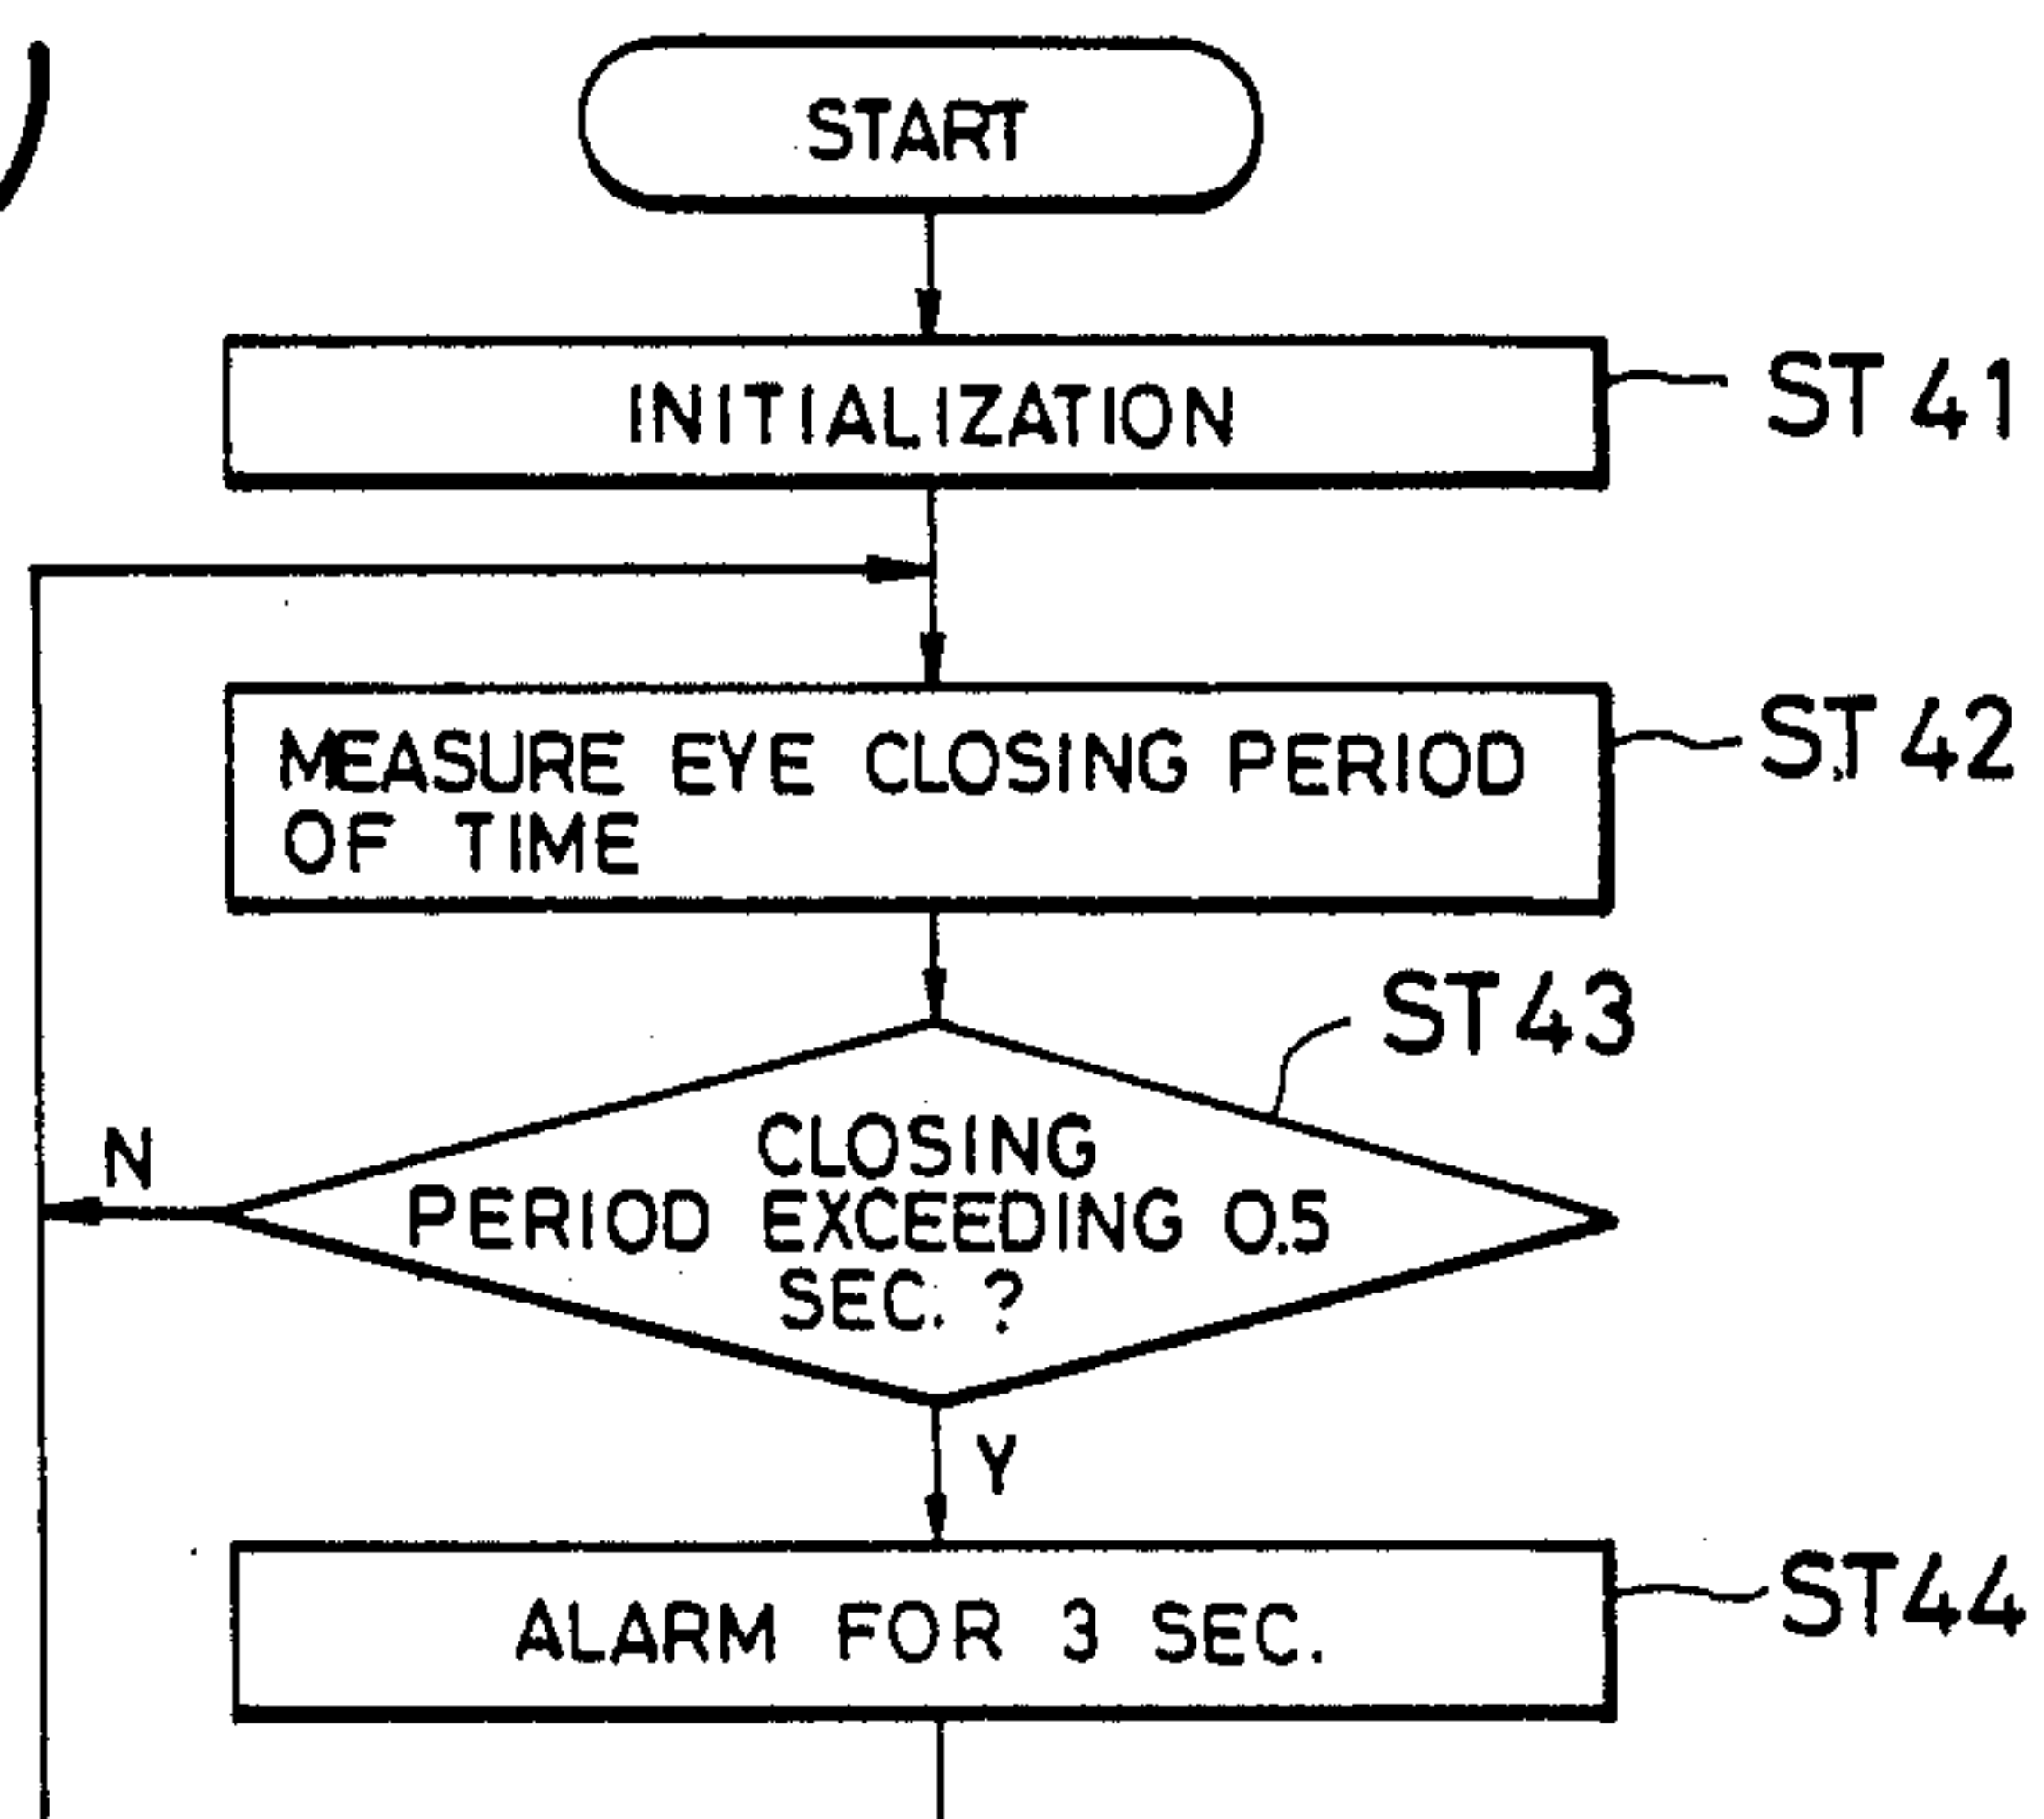 START
INITIALIZATION
ST41
MEASURE EYE CLOSING PERIOD
OF TIME
ST42
ST43
CLOSING
PERIOD EXCEEDING 0.5
SEC. ?
N
Y
ALARM FOR 3 SEC.
ST44